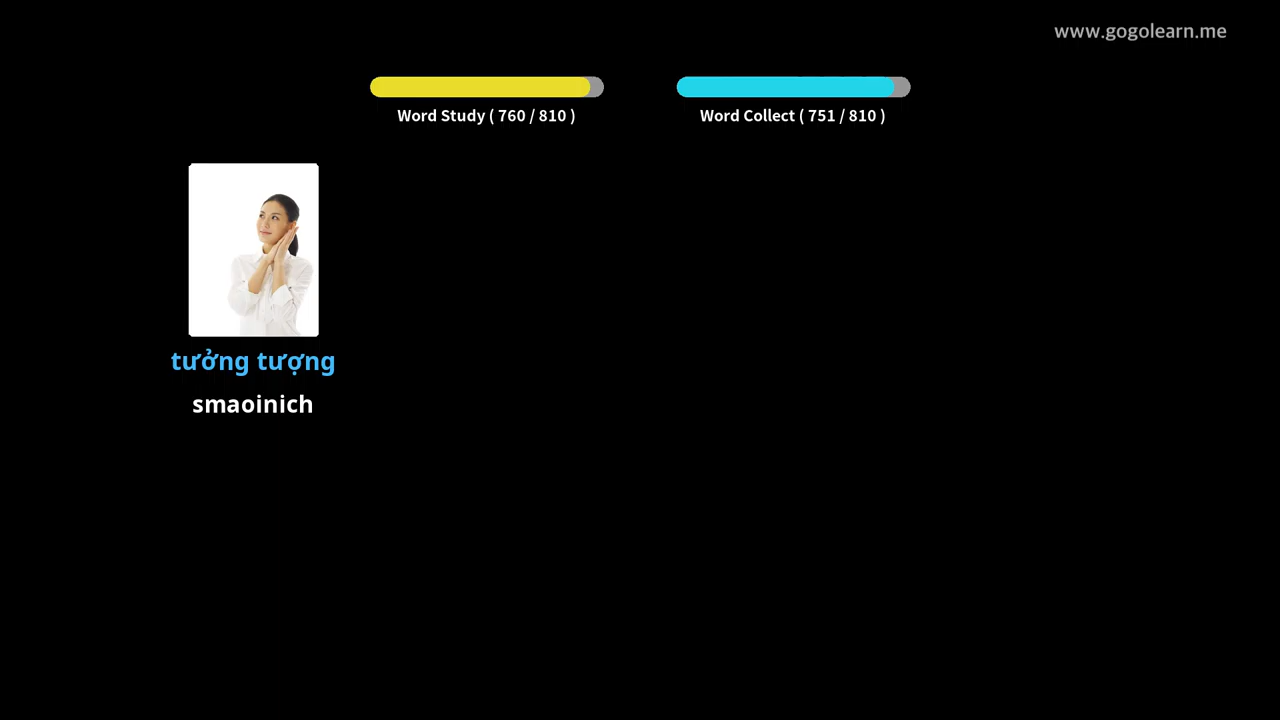 www.gogolearn.me
Word Study ( 760 / 810 )
Word Collect ( 751 / 810 )
tưởng tượng
smaoinich